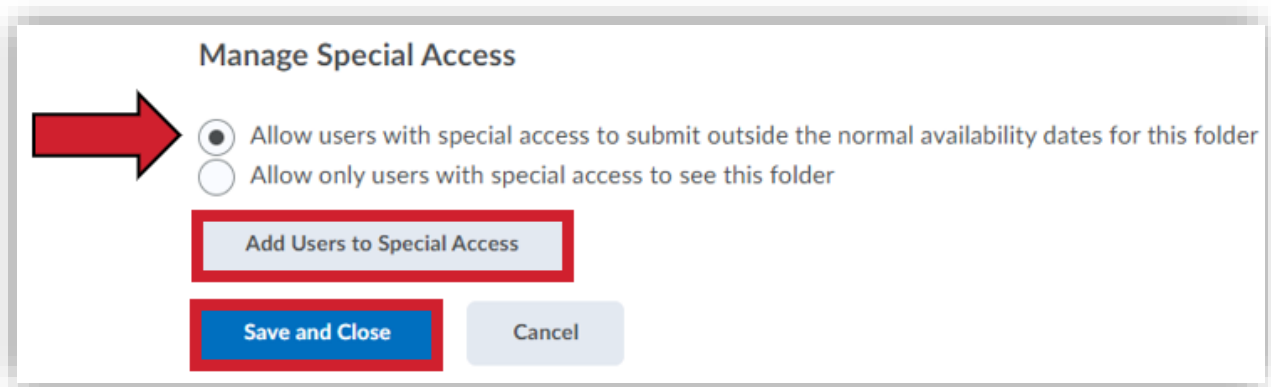 Manage Special Access
Allow users with special access to submit outside the normal availability dates for this folder
Allow only users with special access to see this folder
Add Users to Special Access
Save and Close
Cancel